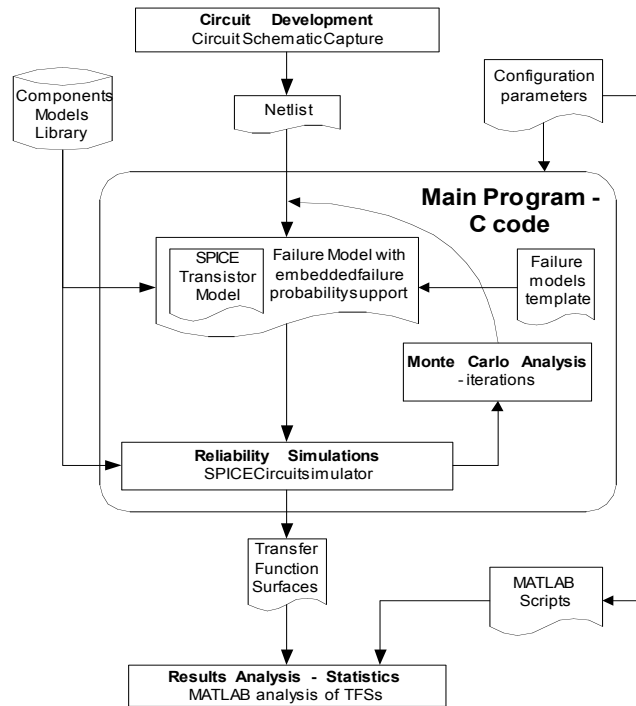 Circuit Development
Circuit Schematic Capture
Components
Models
Library
Netlist
Configuration
parameters
Main Program -
C code
SPICE
Transistor
Model
Failure Model with
embedded failure
probability support
Failure
models
template
Monte Carlo Analysis
- iterations
Reliability Simulations
SPICE Circuit simulator
Transfer
Function
Surfaces
MATLAB
Scripts
Results Analysis - Statistics
MATLAB analysis of TFSs